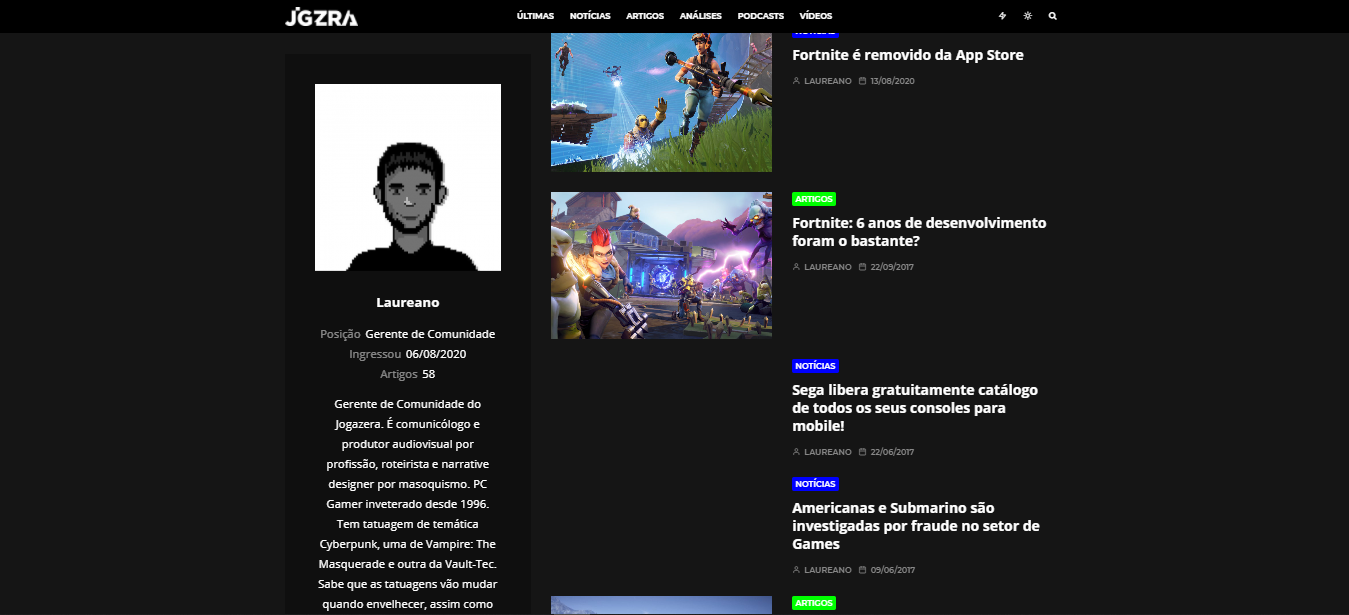 JGZRA
ÚLTIMAS NOTÍCIAS ARTIGOS ANÁLISES PODCASTS VÍDEOS
Laureano
Posição Gerente de Comunidade
Ingressou 06/08/2020
Artigos 58
Gerente de Comunidade do
Jogazera. É comunicólogo e
produtor audiovisual por
profissão, roteirista e narrative
designer por masoquismo. PC
Gamer inveterado desde 1996.
Tem tatuagem de temática
Cyberpunk, uma de Vampire: The
Masquerade e outra da Vault-Tec.
Sabe que as tatuagens vão mudar
quando envelhecer, assim como
Fortnite é removido da App Store
LAUREANO 13/08/2020
ARTIGOS
Fortnite: 6 anos de desenvolvimento
foram o bastante?
LAUREANO 22/09/2017
NOTÍCIAS
Sega libera gratuitamente catálogo
de todos os seus consoles para
mobile!
LAUREANO 22/06/2017
NOTÍCIAS
Americanas e Submarino são
investigadas por fraude no setor de
Games
LAUREANO 09/06/2017
ARTIGOS